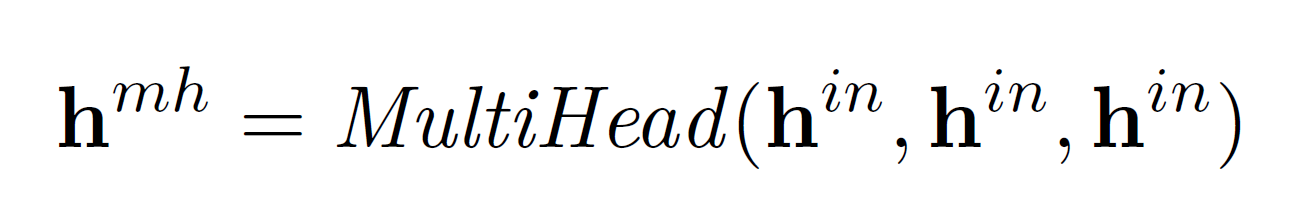 𝐡^{mh} = MultiHead(𝐡^{in}, 𝐡^{in}, 𝐡^{in})